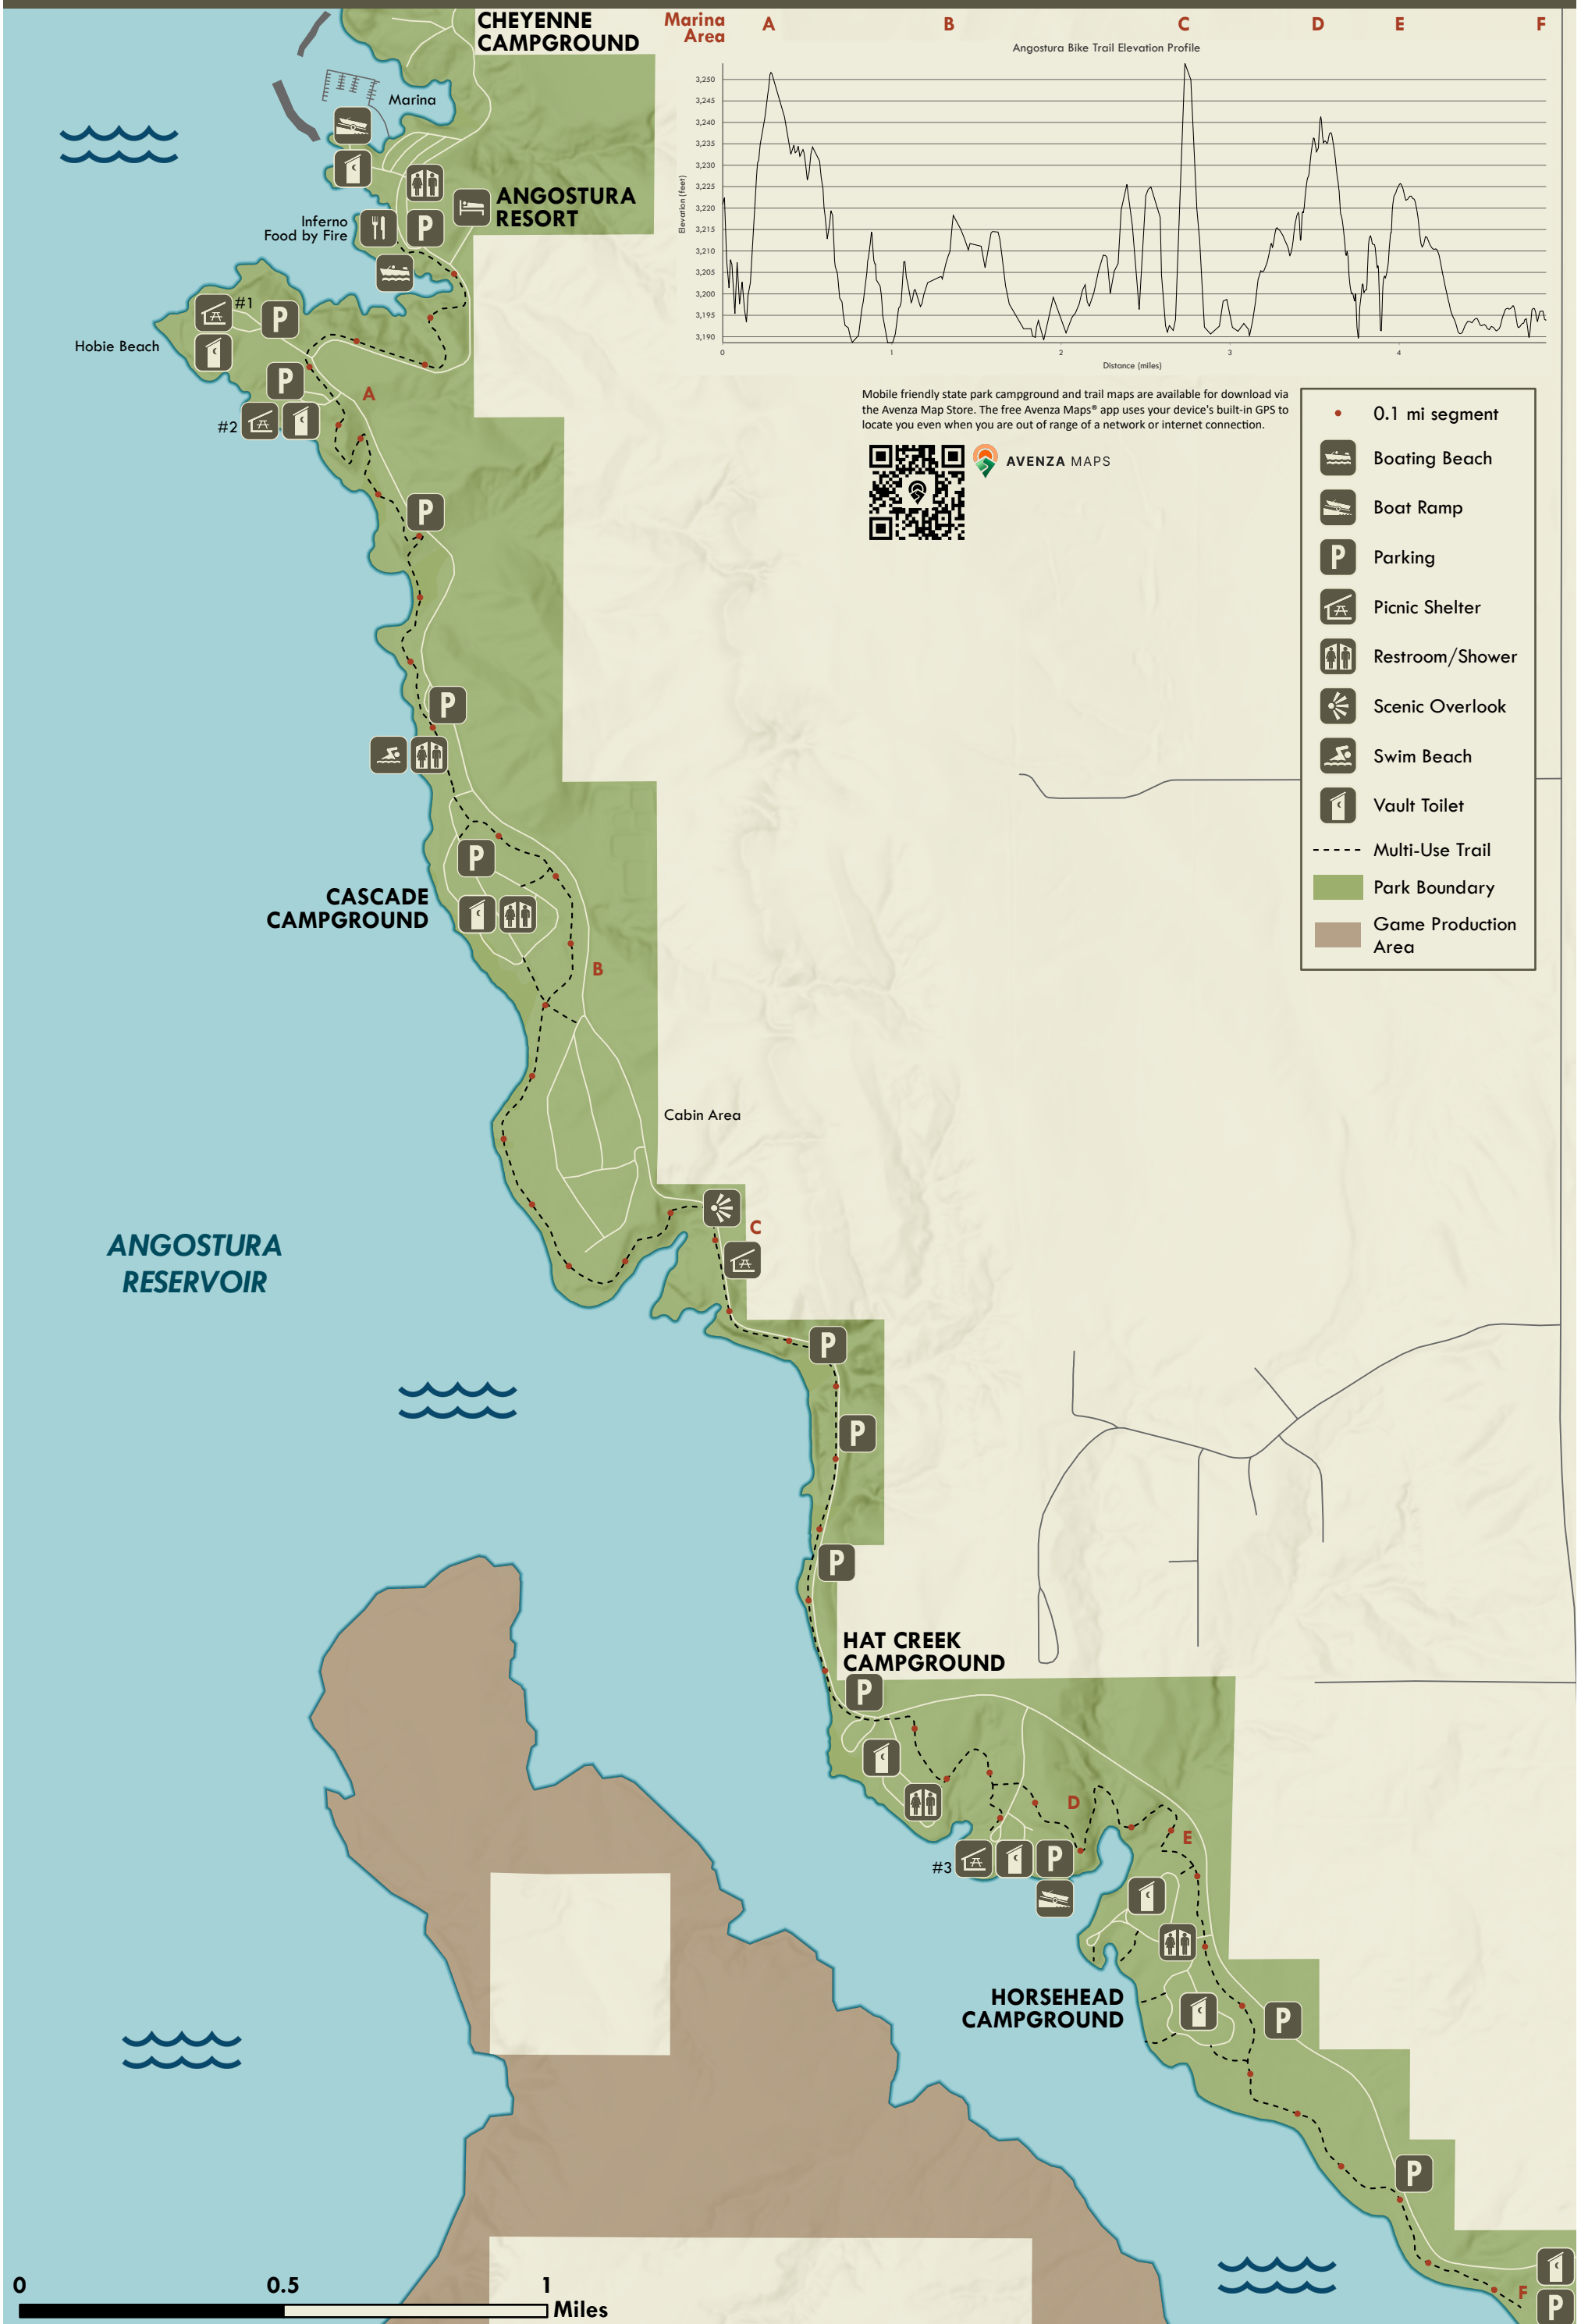 CHEYENNE
CAMPGROUND
Marina
Area
A
B
C
D
E
F
Angostura Bike Trail Elevation Profile
Elevation (feet)
3,250
3,245
3,240
3,235
3,230
3,225
3,220
3,215
3,210
3,205
3,200
3,195
3,190
0
1
2
3
4
Distance (miles)
Marina
P
ANGOSTURA
RESORT
Inferno
Food by Fire
#1
P
Hobie Beach
P
#2
A
P
P
Mobile friendly state park campground and trail maps are available for download via
the Avenza Map Store. The free Avenza Maps® app uses your device's built-in GPS to
locate you even when you are out of range of a network or internet connection.
AVENZA MAPS
0.1 mi segment
Boating Beach
Boat Ramp
P Parking
Picnic Shelter
Restroom/Shower
Scenic Overlook
Swim Beach
Vault Toilet
Multi-Use Trail
Park Boundary
Game Production
Area
P
CASCADE
CAMPGROUND
B
Cabin Area
C
ANGOSTURA
RESERVOIR
P
P
P
HAT CREEK
CAMPGROUND
P
D
E
#3
P
HORSEHEAD
CAMPGROUND
P
P
F
P
0
0.5
1
Miles